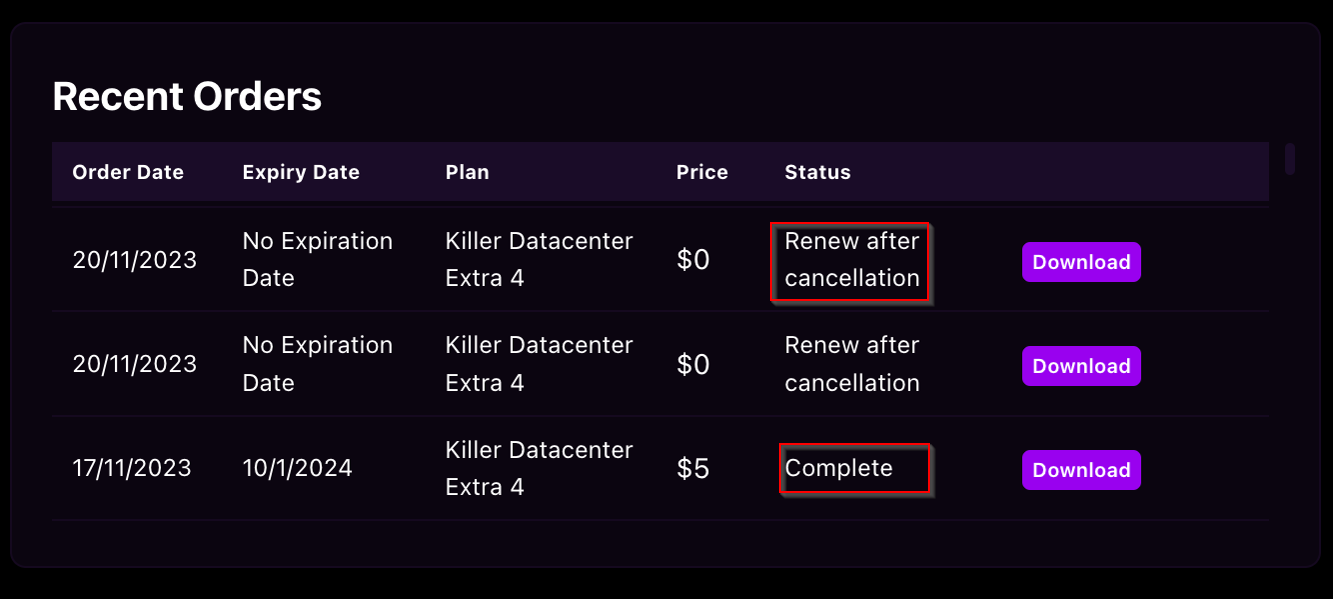 Recent Orders
Order Date Expiry Date Plan Price Status
20/11/2023 No Expiration Date Killer Datacenter Extra 4 $0 Renew after cancellation Download
20/11/2023 No Expiration Date Killer Datacenter Extra 4 $0 Renew after cancellation Download
17/11/2023 10/1/2024 Killer Datacenter Extra 4 $5 Complete Download